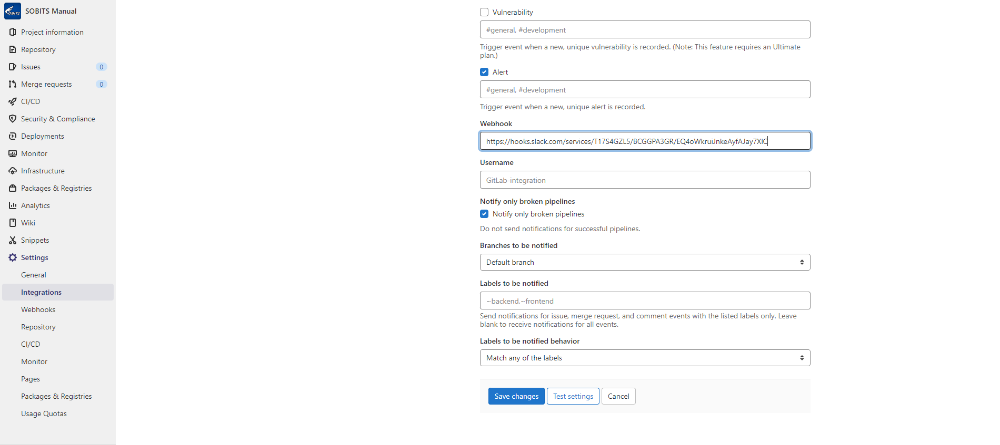 SOBITS
SOBITS Manual
Project information
Repository
Issues 0
Merge requests 0
CI/CD
Security & Compliance
Deployments
Monitor
Infrastructure
Packages & Registries
Analytics
Wiki
Snippets
Settings
General
Integrations
Webhooks
Repository
CI/CD
Monitor
Pages
Packages & Registries
Usage Quotas
Vulnerability
#general, #development
Trigger event when a new, unique vulnerability is recorded. (Note: This feature requires an Ultimate
plan.)
Alert
#general, #development
Trigger event when a new, unique alert is recorded.
Webhook
https://hooks.slack.com/services/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
Username
GitLab-integration
Notify only broken pipelines
Notify only broken pipelines
Do not send notifications for successful pipelines.
Branches to be notified
Default branch
Labels to be notified
~backend,~frontend
Send notifications for issue, merge request, and comment events with the listed labels only. Leave
blank to receive notifications for all events.
Labels to be notified behavior
Match any of the labels
Save changes Test settings Cancel